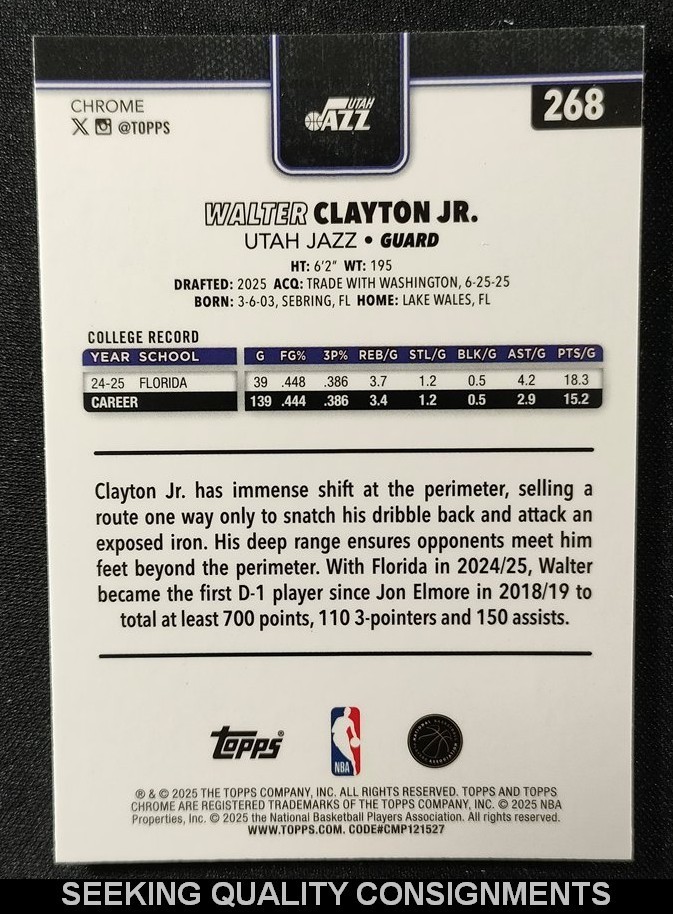 CHROME
X @TOPPS
UTAH
JAZZ
268
WALTER CLAYTON JR.
UTAH JAZZ • GUARD
HT: 6'2" WT: 195
DRAFTED: 2025 ACQ: TRADE WITH WASHINGTON, 6-25-25
BORN: 3-6-03, SEBRING, FL HOME: LAKE WALES, FL
COLLEGE RECORD
YEAR SCHOOL G FG% 3P% REB/G STL/G BLK/G AST/G PTS/G
24-25 FLORIDA 39 .448 .386 3.7 1.2 0.5 4.2 18.3
CAREER 139 .444 .386 3.4 1.2 0.5 2.9 15.2
Clayton Jr. has immense shift at the perimeter, selling a
route one way only to snatch his dribble back and attack an
exposed iron. His deep range ensures opponents meet him
feet beyond the perimeter. With Florida in 2024/25, Walter
became the first D-1 player since Jon Elmore in 2018/19 to
total at least 700 points, 110 3-pointers and 150 assists.
Topps®
NBA
® & © 2025 THE TOPPS COMPANY, INC. ALL RIGHTS RESERVED. TOPPS AND TOPPS
CHROME ARE REGISTERED TRADEMARKS OF THE TOPPS COMPANY, INC. © 2025 NBA
Properties, Inc. © 2025 the National Basketball Players Association. All rights reserved.
WWW.TOPPS.COM. CODE#CMP121527
SEEKING QUALITY CONSIGNMENTS